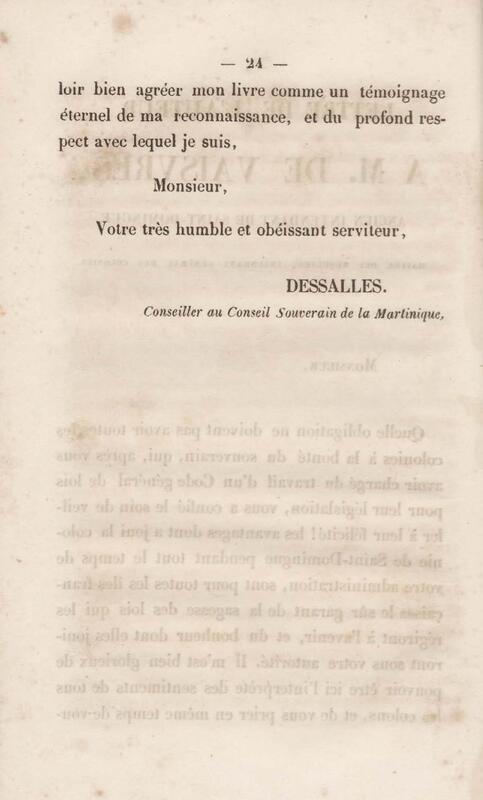 — 24 —
loir bien agréer mon livre comme un témoignage
éternel de ma reconnaissance, et du profond res-
pect avec lequel je suis,
Monsieur,
Votre très humble et obéissant serviteur,
DESSALLES.
Conseiller au Conseil Souverain de la Martinique,